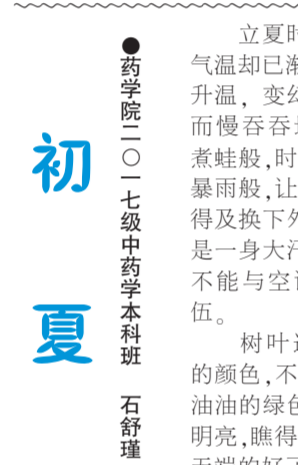 初夏
●药学院二〇一七级中药学本科班 石舒瑾
立夏时
气温却已渐
升温，变幻
而慢吞吞
煮蛙般，时
暴雨般，让
得及换下外
是一身大汗
不能与空调
伍。
树叶
的颜色，不
油油的绿色
明亮，瞧得